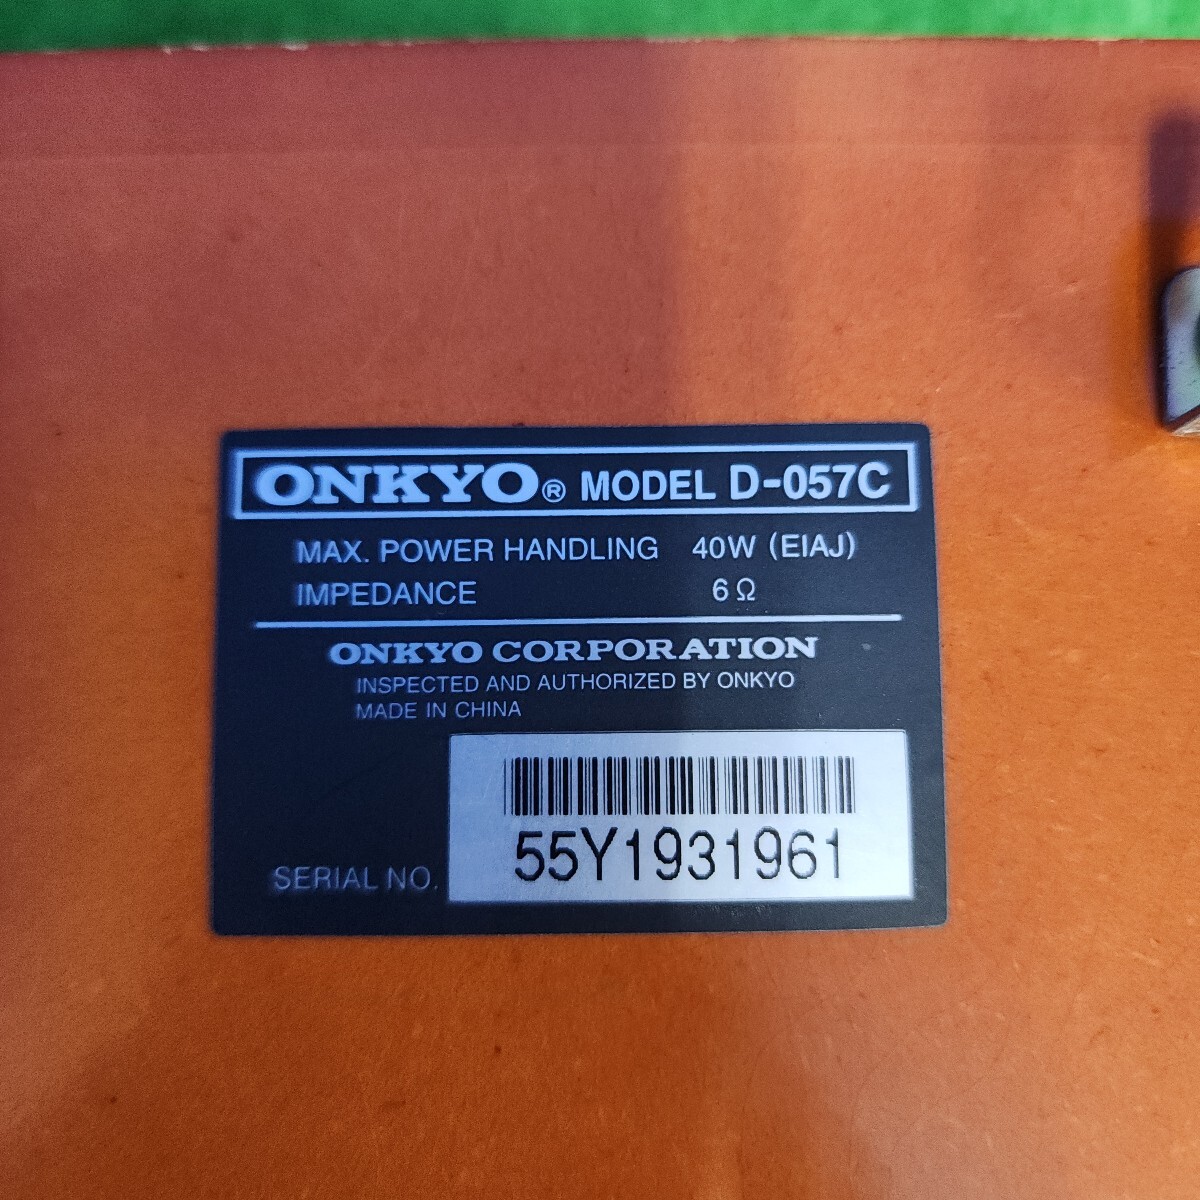 ONKYO® MODEL D-057C
MAX. POWER HANDLING 40W (EIAJ)
IMPEDANCE 6Ω
ONKYO CORPORATION
INSPECTED AND AUTHORIZED BY ONKYO
MADE IN CHINA
SERIAL NO. 55Y1931961